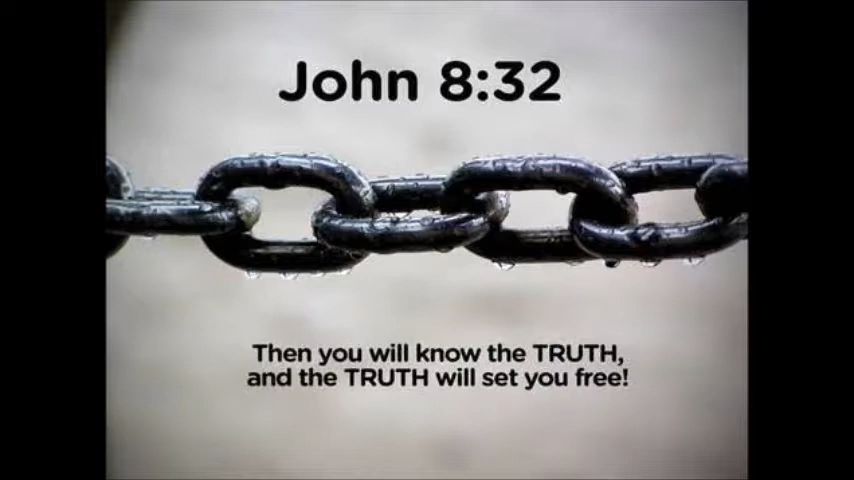 John 8:32
Then you will know the TRUTH,
and the TRUTH will set you free!